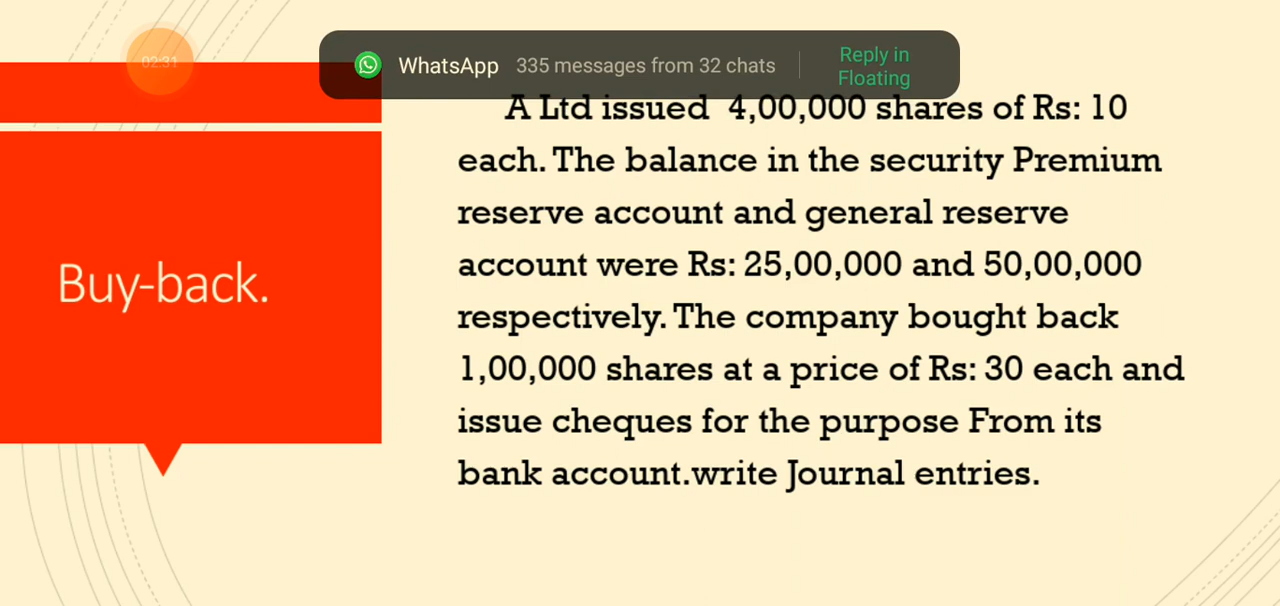 02:31
WhatsApp 335 messages from 32 chats Reply in
Floating
A Ltd issued 4,00,000 shares of Rs: 10
each. The balance in the security Premium
reserve account and general reserve
account were Rs: 25,00,000 and 50,00,000
respectively. The company bought back
1,00,000 shares at a price of Rs: 30 each and
issue cheques for the purpose From its
bank account.write Journal entries.
Buy-back.